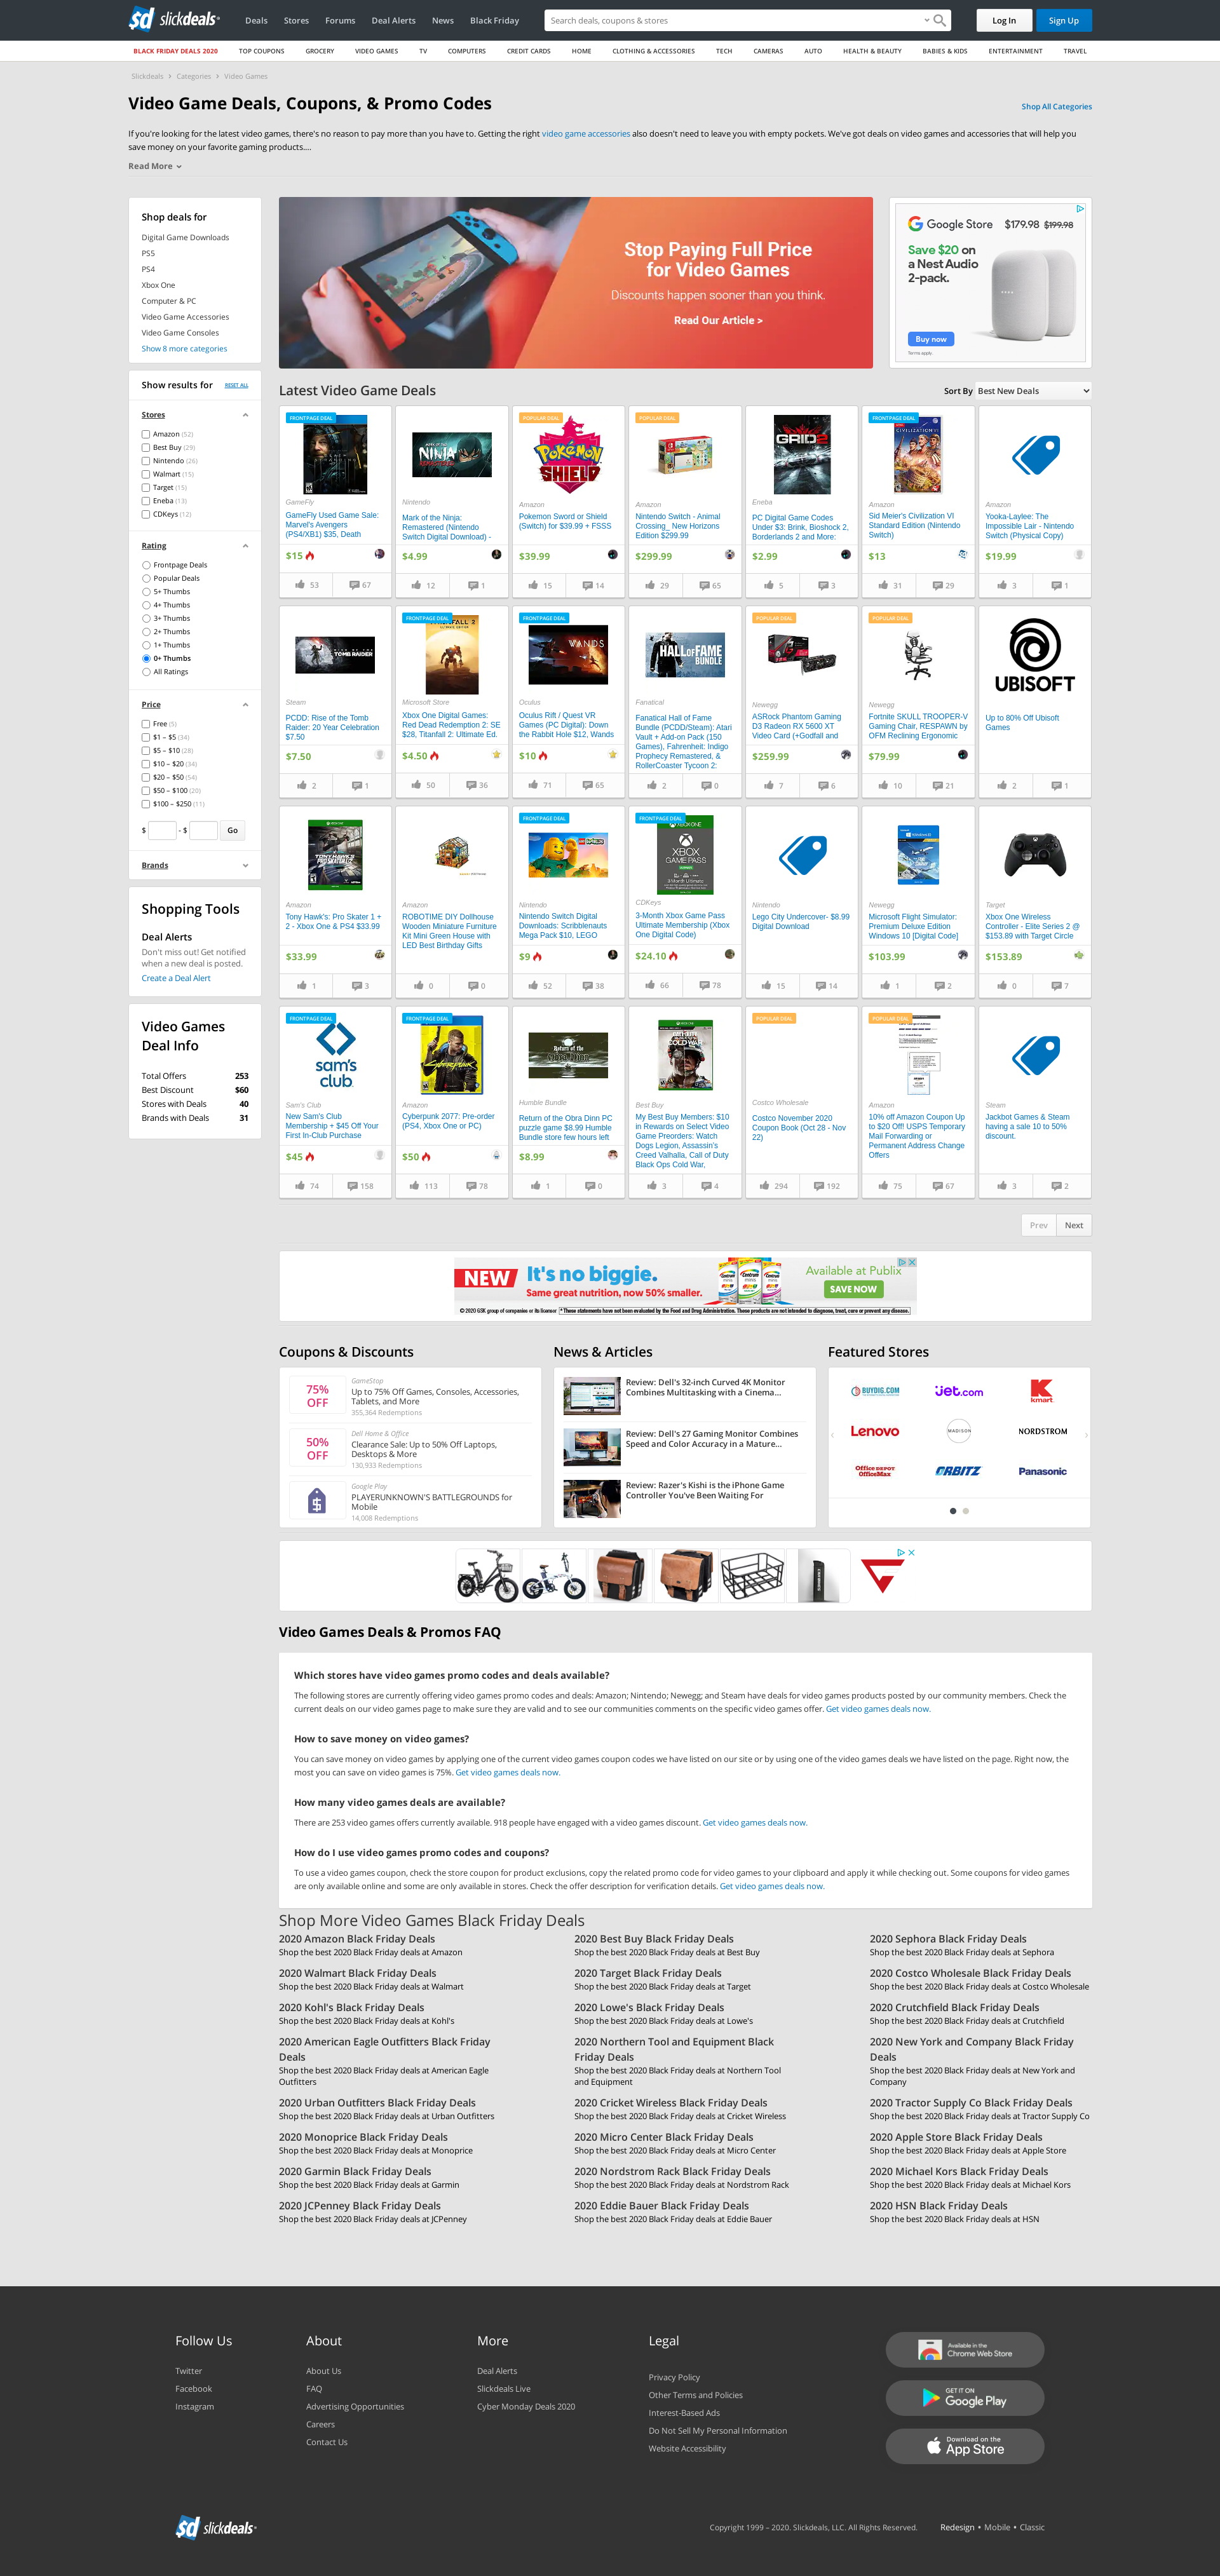 slickdeals
Deals
Stores
Forums
Deal Alerts
News
Black Friday
Search deals, coupons & stores
Log In
Sign Up
BLACK FRIDAY DEALS 2020
TOP COUPONS
GROCERY
VIDEO GAMES
TV
COMPUTERS
CREDIT CARDS
HOME
CLOTHING & ACCESSORIES
TECH
CAMERAS
AUTO
HEALTH & BEAUTY
BABIES & KIDS
ENTERTAINMENT
TRAVEL
Slickdeals > Categories > Video Games
Video Game Deals, Coupons, & Promo Codes
Shop All Categories
If you're looking for the latest video games, there's no reason to pay more than you have to. Getting the right video game accessories also doesn't need to leave you with empty pockets. We've got deals on video games and accessories that will help you
save money on your favorite gaming products....
Read More
Shop deals for
Digital Game Downloads
PS5
PS4
Xbox One
Computer & PC
Video Game Accessories
Video Game Consoles
Show 8 more categories
Show results for
RESET ALL
Stores
Amazon (52)
Best Buy (29)
Nintendo (26)
Walmart (15)
Target (15)
Eneba (13)
CDKeys (12)
Rating
Frontpage Deals
Popular Deals
5+ Thumbs
4+ Thumbs
3+ Thumbs
2+ Thumbs
1+ Thumbs
0+ Thumbs
All Ratings
Price
Free (5)
$1 – $5 (34)
$5 – $10 (28)
$10 – $20 (34)
$20 – $50 (54)
$50 – $100 (20)
$100 – $250 (11)
$ - $ Go
Brands
Shopping Tools
Deal Alerts
Don't miss out! Get notified
when a new deal is posted.
Create a Deal Alert
Video Games
Deal Info
Total Offers 253
Best Discount $60
Stores with Deals 40
Brands with Deals 31
Stop Paying Full Price
for Video Games
Discounts happen sooner than you think.
Read Our Article >
Google Store $179.98 $199.98
Save $20 on
a Nest Audio
2-pack.
Buy now
Terms apply.
Latest Video Game Deals
Sort By Best New Deals
FRONTPAGE DEAL
GameFly
GameFly Used Game Sale:
Marvel's Avengers
(PS4/XB1) $35, Death
$15
53
67
Nintendo
Mark of the Ninja:
Remastered (Nintendo
Switch Digital Download) -
$4.99
12
1
POPULAR DEAL
Amazon
Pokemon Sword or Shield
(Switch) for $39.99 + FSSS
$39.99
15
14
POPULAR DEAL
Amazon
Nintendo Switch - Animal
Crossing_ New Horizons
Edition $299.99
$299.99
29
65
GRID 2
Eneba
PC Digital Game Codes
Under $3: Brink, Bioshock 2,
Borderlands 2 and More:
$2.99
5
3
FRONTPAGE DEAL
CIVILIZATION VI
Amazon
Sid Meier's Civilization VI
Standard Edition (Nintendo
Switch)
$13
31
29
Amazon
Yooka-Laylee: The
Impossible Lair - Nintendo
Switch (Physical Copy)
$19.99
3
1
TOMB RAIDER
Steam
PCDD: Rise of the Tomb
Raider: 20 Year Celebration
$7.50
$7.50
2
1
FRONTPAGE DEAL
Microsoft Store
Xbox One Digital Games:
Red Dead Redemption 2: SE
$28, Titanfall 2: Ultimate Ed.
$4.50
50
36
FRONTPAGE DEAL
WANDS
Oculus
Oculus Rift / Quest VR
Games (PC Digital): Down
the Rabbit Hole $12, Wands
$10
71
65
HALL OF FAME
BUNDLE
Fanatical
Fanatical Hall of Fame
Bundle (PCDD/Steam): Atari
Vault + Add-on Pack (150
Games), Fahrenheit: Indigo
Prophecy Remastered, &
RollerCoaster Tycoon 2:
2
0
POPULAR DEAL
Newegg
ASRock Phantom Gaming
D3 Radeon RX 5600 XT
Video Card (+Godfall and
$259.99
7
6
POPULAR DEAL
Newegg
Fortnite SKULL TROOPER-V
Gaming Chair, RESPAWN by
OFM Reclining Ergonomic
$79.99
10
21
UBISOFT
Up to 80% Off Ubisoft
Games
2
1
Amazon
Tony Hawk's: Pro Skater 1 +
2 - Xbox One & PS4 $33.99
$33.99
1
3
Amazon
ROBOTIME DIY Dollhouse
Wooden Miniature Furniture
Kit Mini Green House with
LED Best Birthday Gifts
0
0
FRONTPAGE DEAL
Nintendo
Nintendo Switch Digital
Downloads: Scribblenauts
Mega Pack $10, LEGO
$9
52
38
FRONTPAGE DEAL
XBOX
GAME PASS
CDKeys
3-Month Xbox Game Pass
Ultimate Membership (Xbox
One Digital Code)
$24.10
66
78
Nintendo
Lego City Undercover- $8.99
Digital Download
15
14
Newegg
Microsoft Flight Simulator:
Premium Deluxe Edition
Windows 10 [Digital Code]
$103.99
1
2
Target
Xbox One Wireless
Controller - Elite Series 2 @
$153.89 with Target Circle
$153.89
0
7
FRONTPAGE DEAL
sam's
club
Sam's Club
New Sam's Club
Membership + $45 Off Your
First In-Club Purchase
$45
74
158
FRONTPAGE DEAL
Cyberpunk
Amazon
Cyberpunk 2077: Pre-order
(PS4, Xbox One or PC)
$50
113
78
Return of the
Humble Bundle
Return of the Obra Dinn PC
puzzle game $8.99 Humble
Bundle store few hours left
$8.99
1
0
COLD WAR
Best Buy
My Best Buy Members: $10
in Rewards on Select Video
Game Preorders: Watch
Dogs Legion, Assassin's
Creed Valhalla, Call of Duty
Black Ops Cold War,
3
4
POPULAR DEAL
Costco Wholesale
Costco November 2020
Coupon Book (Oct 28 - Nov
22)
294
192
POPULAR DEAL
Amazon
10% off Amazon Coupon Up
to $20 Off! USPS Temporary
Mail Forwarding or
Permanent Address Change
Offers
75
67
Steam
Jackbot Games & Steam
having a sale 10 to 50%
discount.
3
2
Prev
Next
NEW It's no biggie.
Same great nutrition, now 50% smaller.
Available at Publix
SAVE NOW
© 2020 GSK group of companies or its licensor *These statements have not been evaluated by the Food and Drug Administration. These products are not intended to diagnose, treat, cure or prevent any disease.
Coupons & Discounts
75%
OFF
GameStop
Up to 75% Off Games, Consoles, Accessories,
Tablets, and More
355,364 Redemptions
50%
OFF
Dell Home & Office
Clearance Sale: Up to 50% Off Laptops,
Desktops & More
130,933 Redemptions
Google Play
PLAYERUNKNOWN'S BATTLEGROUNDS for
Mobile
14,008 Redemptions
News & Articles
Review: Dell's 32-inch Curved 4K Monitor
Combines Multitasking with a Cinema...
Review: Dell's 27 Gaming Monitor Combines
Speed and Color Accuracy in a Mature...
Review: Razer's Kishi is the iPhone Game
Controller You've Been Waiting For
Featured Stores
BUYDIG.COM
Jet.com
kmart
Lenovo
MADISON
NORDSTROM
Office DEPOT
OfficeMax
ORBITZ
Panasonic
Video Games Deals & Promos FAQ
Which stores have video games promo codes and deals available?
The following stores are currently offering video games promo codes and deals: Amazon; Nintendo; Newegg; and Steam have deals for video games products posted by our community members. Check the
current deals on our video games page to make sure they are valid and to see our communities comments on the specific video games offer. Get video games deals now.
How to save money on video games?
You can save money on video games by applying one of the current video games coupon codes we have listed on our site or by using one of the video games deals we have listed on the page. Right now, the
most you can save on video games is 75%. Get video games deals now.
How many video games deals are available?
There are 253 video games offers currently available. 918 people have engaged with a video games discount. Get video games deals now.
How do I use video games promo codes and coupons?
To use a video games coupon, check the store coupon for product exclusions, copy the related promo code for video games to your clipboard and apply it while checking out. Some coupons for video games
are only available online and some are only available in stores. Check the offer description for verification details. Get video games deals now.
Shop More Video Games Black Friday Deals
2020 Amazon Black Friday Deals
Shop the best 2020 Black Friday deals at Amazon
2020 Best Buy Black Friday Deals
Shop the best 2020 Black Friday deals at Best Buy
2020 Sephora Black Friday Deals
Shop the best 2020 Black Friday deals at Sephora
2020 Walmart Black Friday Deals
Shop the best 2020 Black Friday deals at Walmart
2020 Target Black Friday Deals
Shop the best 2020 Black Friday deals at Target
2020 Costco Wholesale Black Friday Deals
Shop the best 2020 Black Friday deals at Costco Wholesale
2020 Kohl's Black Friday Deals
Shop the best 2020 Black Friday deals at Kohl's
2020 Lowe's Black Friday Deals
Shop the best 2020 Black Friday deals at Lowe's
2020 Crutchfield Black Friday Deals
Shop the best 2020 Black Friday deals at Crutchfield
2020 American Eagle Outfitters Black Friday
Deals
Shop the best 2020 Black Friday deals at American Eagle
Outfitters
2020 Northern Tool and Equipment Black
Friday Deals
Shop the best 2020 Black Friday deals at Northern Tool
and Equipment
2020 New York and Company Black Friday
Deals
Shop the best 2020 Black Friday deals at New York and
Company
2020 Urban Outfitters Black Friday Deals
Shop the best 2020 Black Friday deals at Urban Outfitters
2020 Cricket Wireless Black Friday Deals
Shop the best 2020 Black Friday deals at Cricket Wireless
2020 Tractor Supply Co Black Friday Deals
Shop the best 2020 Black Friday deals at Tractor Supply Co
2020 Monoprice Black Friday Deals
Shop the best 2020 Black Friday deals at Monoprice
2020 Micro Center Black Friday Deals
Shop the best 2020 Black Friday deals at Micro Center
2020 Apple Store Black Friday Deals
Shop the best 2020 Black Friday deals at Apple Store
2020 Garmin Black Friday Deals
Shop the best 2020 Black Friday deals at Garmin
2020 Nordstrom Rack Black Friday Deals
Shop the best 2020 Black Friday deals at Nordstrom Rack
2020 Michael Kors Black Friday Deals
Shop the best 2020 Black Friday deals at Michael Kors
2020 JCPenney Black Friday Deals
Shop the best 2020 Black Friday deals at JCPenney
2020 Eddie Bauer Black Friday Deals
Shop the best 2020 Black Friday deals at Eddie Bauer
2020 HSN Black Friday Deals
Shop the best 2020 Black Friday deals at HSN
Follow Us
Twitter
Facebook
Instagram
About
About Us
FAQ
Advertising Opportunities
Careers
Contact Us
More
Deal Alerts
Slickdeals Live
Cyber Monday Deals 2020
Legal
Privacy Policy
Other Terms and Policies
Interest-Based Ads
Do Not Sell My Personal Information
Website Accessibility
Available in the
Chrome Web Store
GET IT ON
Google Play
Download on the
App Store
slickdeals
Copyright 1999 – 2020. Slickdeals, LLC. All Rights Reserved.
Redesign • Mobile • Classic